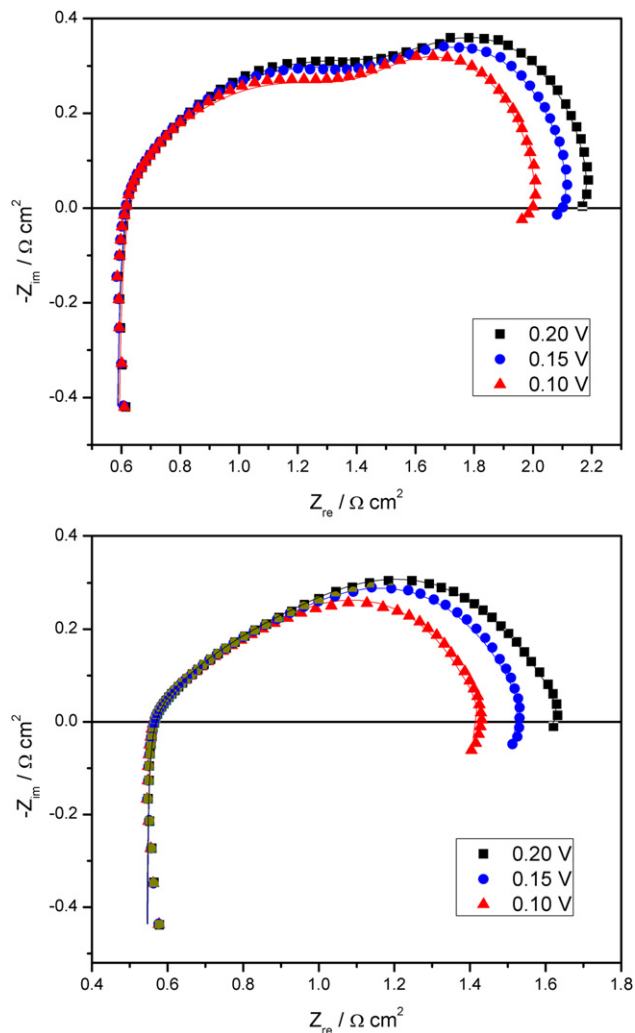 0.4
0.2
0.0
-0.2
-0.4
-Z_im / Ω cm²
0.20 V
0.15 V
0.10 V
0.6 0.8 1.0 1.2 1.4 1.6 1.8 2.0 2.2
Z_re / Ω cm²
0.4
0.2
0.0
-0.2
-0.4
-Z_im / Ω cm²
0.20 V
0.15 V
0.10 V
0.4 0.6 0.8 1.0 1.2 1.4 1.6 1.8
Z_re / Ω cm²